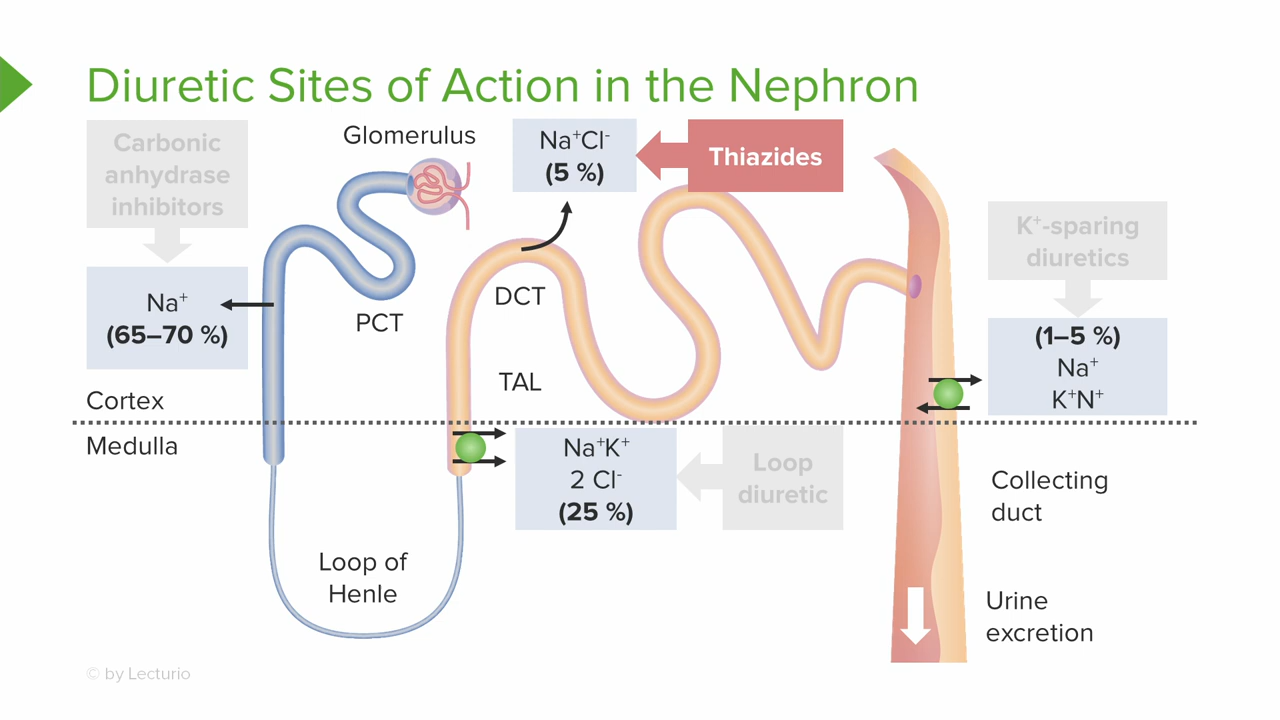 Diuretic Sites of Action in the Nephron
Carbonic
anhydrase
inhibitors
Glomerulus
Na⁺Cl⁻
(5 %)
Thiazides
K⁺-sparing
diuretics
Na⁺
(65–70 %)
PCT
DCT
(1–5 %)
Na⁺
K⁺N⁺
TAL
Cortex
Medulla
Na⁺K⁺
2 Cl⁻
(25 %)
Loop
diuretic
Collecting
duct
Loop of
Henle
Urine
excretion
© by Lecturio